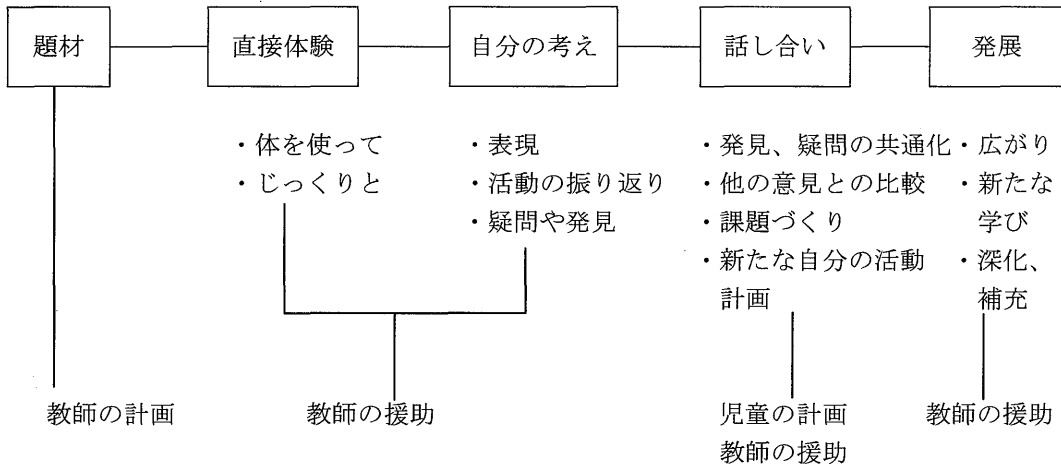 題材
直接体験
自分の考え
話し合い
発展
・体を使って
・じっくりと
・表現
・活動の振り返り
・疑問や発見
・発見、疑問の共通化
・他の意見との比較
・課題づくり
・新たな自分の活動
計画
・広がり
・新たな
学び
・深化、
補充
教師の計画
教師の援助
児童の計画
教師の援助
教師の援助